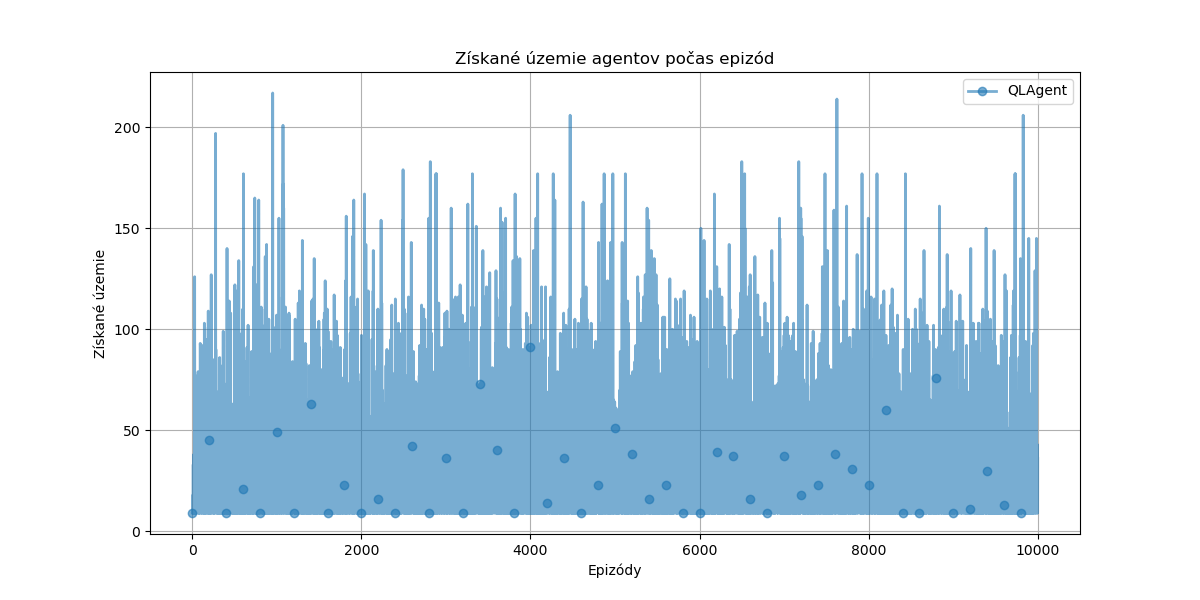 Získané územie agentov počas epizód
QLAgent
Získané územie
200
150
100
50
0
0 2000 4000 6000 8000 10000
Epizódy